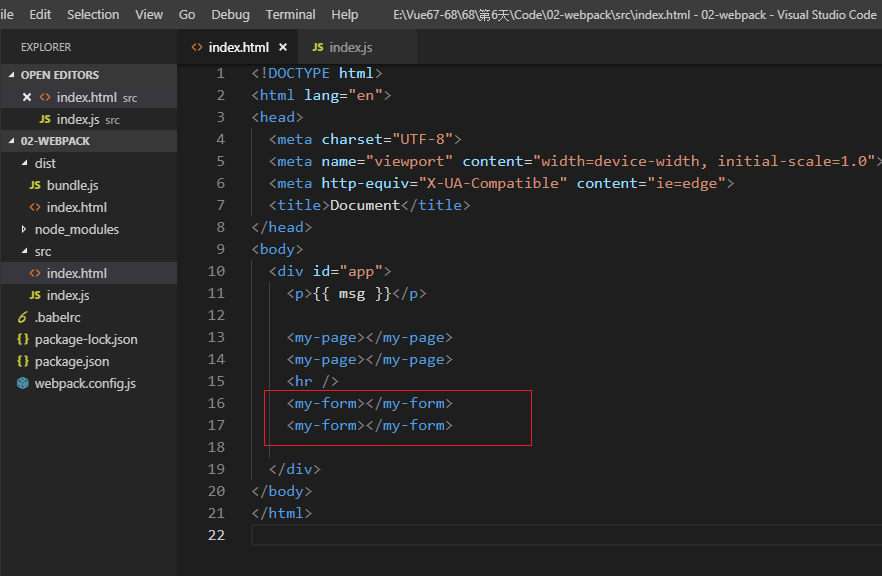 ile Edit Selection View Go Debug Terminal Help E:\Vue67-68\68\第6天\Code\02-webpack\src\index.html - 02-webpack - Visual Studio Code
EXPLORER
OPEN EDITORS
index.html src
index.js src
02-WEBPACK
dist
bundle.js
index.html
node_modules
src
index.html
index.js
.babelrc
package-lock.json
package.json
webpack.config.js
index.html index.js
1 <!DOCTYPE html>
2 <html lang="en">
3 <head>
4 <meta charset="UTF-8">
5 <meta name="viewport" content="width=device-width, initial-scale=1.0">
6 <meta http-equiv="X-UA-Compatible" content="ie=edge">
7 <title>Document</title>
8 </head>
9 <body>
10 <div id="app">
11 <p>{{ msg }}</p>
12
13 <my-page></my-page>
14 <my-page></my-page>
15 <hr />
16 <my-form></my-form>
17 <my-form></my-form>
18
19 </div>
20 </body>
21 </html>
22